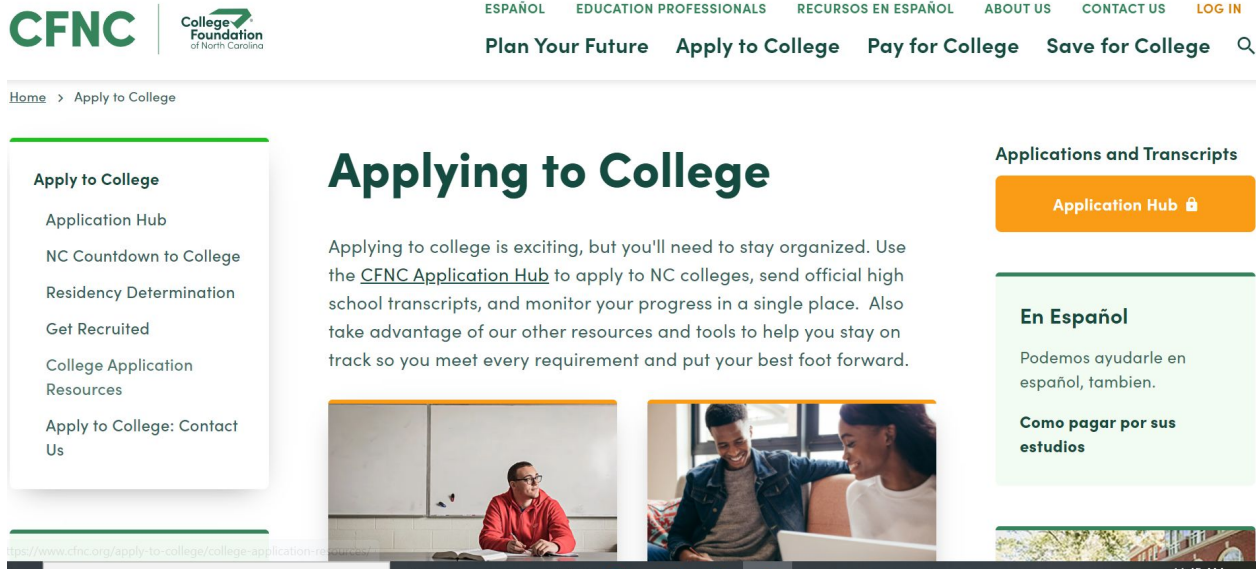 CFNC
College
Foundation
of North Carolina
ESPAÑOL EDUCATION PROFESSIONALS RECURSOS EN ESPAÑOL ABOUT US CONTACT US LOG IN
Plan Your Future Apply to College Pay for College Save for College
Home > Apply to College
Apply to College
Application Hub
NC Countdown to College
Residency Determination
Get Recruited
College Application
Resources
Apply to College: Contact
Us
Applying to College
Applying to college is exciting, but you'll need to stay organized. Use
the CFNC Application Hub to apply to NC colleges, send official high
school transcripts, and monitor your progress in a single place. Also
take advantage of our other resources and tools to help you stay on
track so you meet every requirement and put your best foot forward.
Applications and Transcripts
Application Hub
En Español
Podemos ayudarle en
español, tambien.
Como pagar por sus
estudios
ttps://www.cfnc.org/apply-to-college/college-application-resources/